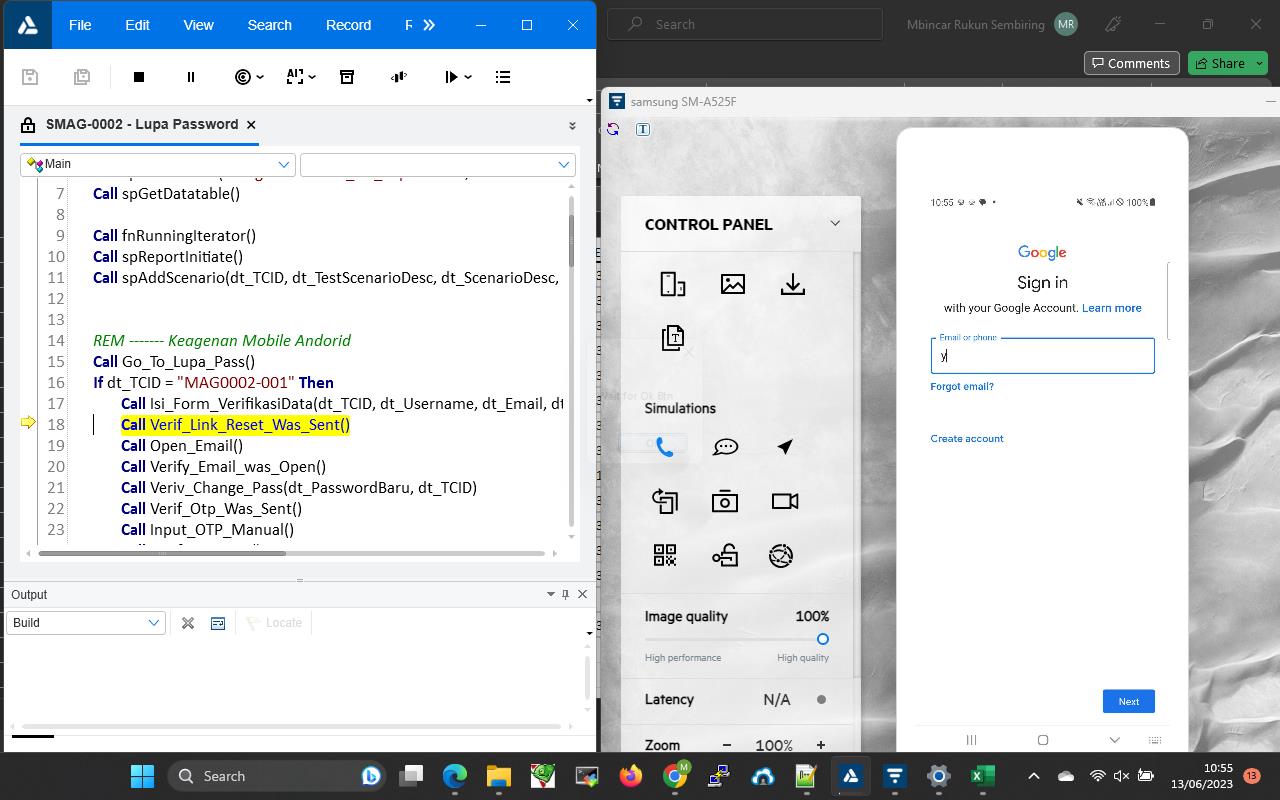 File Edit View Search Record
Search
Mbincar Rukun Sembiring MR
Comments Share
SMAG-0002 - Lupa Password
Main
7 Call spGetDatatable()
8
9 Call fnRunningIterator()
10 Call spReportInitiate()
11 Call spAddScenario(dt_TCID, dt_TestScenarioDesc, dt_ScenarioDesc,
12
13
14 REM ------- Keagenan Mobile Andorid
15 Call Go_To_Lupa_Pass()
16 If dt_TCID = "MAG0002-001" Then
17 Call Isi_Form_VerifikasiData(dt_TCID, dt_Username, dt_Email, dt
18 Call Verif_Link_Reset_Was_Sent()
19 Call Open_Email()
20 Call Verify_Email_was_Open()
21 Call Veriv_Change_Pass(dt_PasswordBaru, dt_TCID)
22 Call Verif_Otp_Was_Sent()
23 Call Input_OTP_Manual()
Output
Build
Locate
samsung SM-A525F
T
CONTROL PANEL
T
Simulations
Image quality 100%
High performance High quality
Latency N/A
Zoom − 100% +
10:55 100%
Google
Sign in
with your Google Account. Learn more
Email or phone
y
Forgot email?
Create account
Next
Search
M
10:55
13/06/2023
13